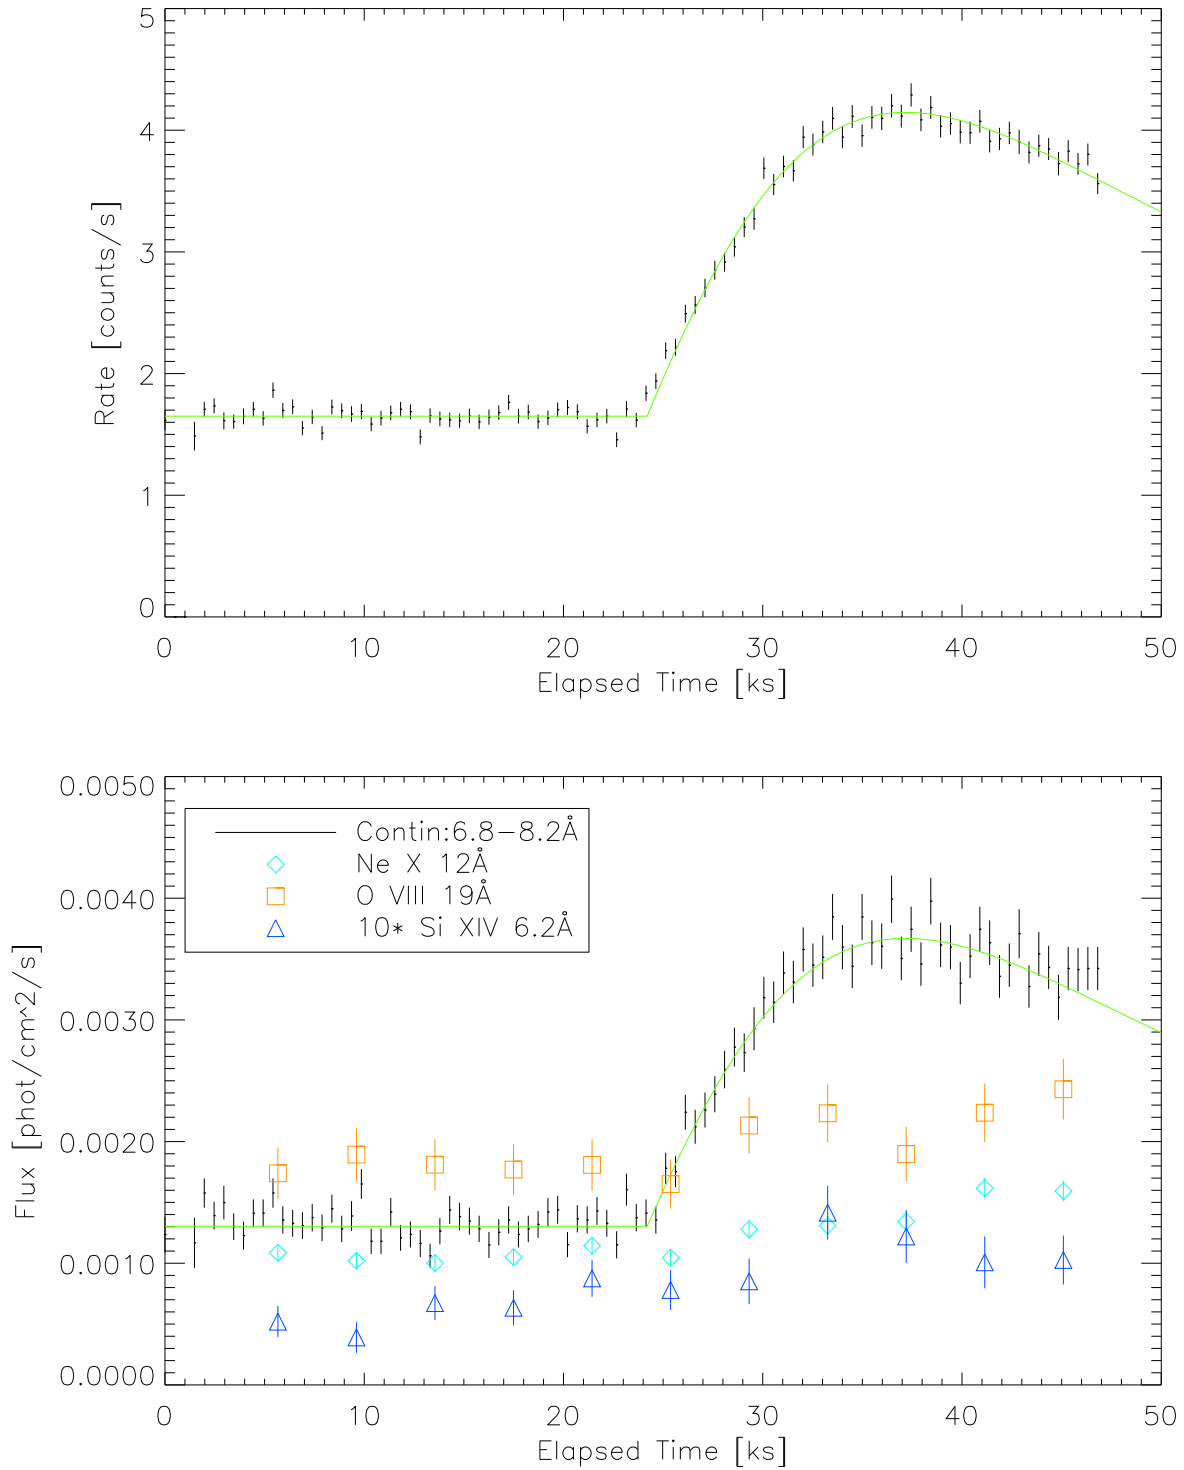 5
4
3
2
1
0
Rate [counts/s]
0 10 20 30 40 50
Elapsed Time [ks]
0.0050
0.0040
0.0030
0.0020
0.0010
0.0000
Flux [phot/cm^2/s]
Contin:6.8−8.2Å
Ne X 12Å
O VIII 19Å
10* Si XIV 6.2Å
0 10 20 30 40 50
Elapsed Time [ks]